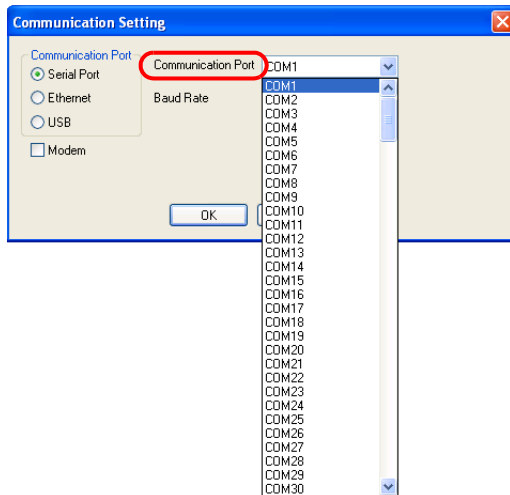 Communication Setting
Communication Port
Serial Port
Ethernet
USB
Modem
Communication Port COM1
Baud Rate
OK
COM1
COM2
COM3
COM4
COM5
COM6
COM7
COM8
COM9
COM10
COM11
COM12
COM13
COM14
COM15
COM16
COM17
COM18
COM19
COM20
COM21
COM22
COM23
COM24
COM25
COM26
COM27
COM28
COM29
COM30